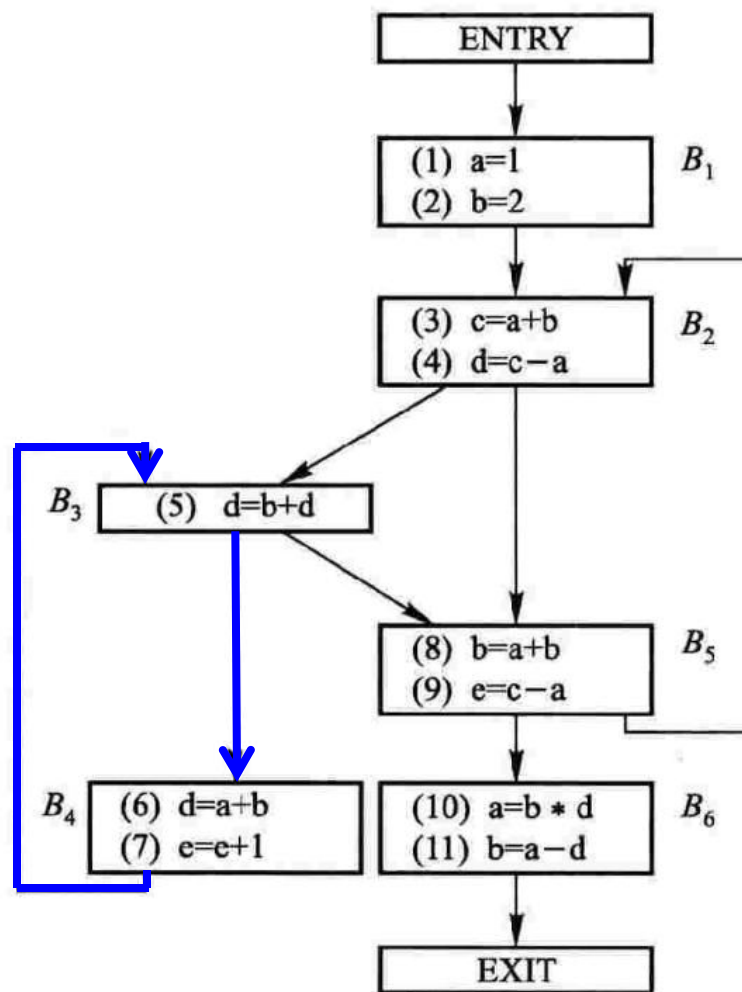 ENTRY
(1) a=1
(2) b=2
B₁
(3) c=a+b
(4) d=c−a
B₂
B₃
(5) d=b+d
(8) b=a+b
(9) e=c−a
B₅
B₄
(6) d=a+b
(7) e=e+1
(10) a=b * d
(11) b=a−d
B₆
EXIT